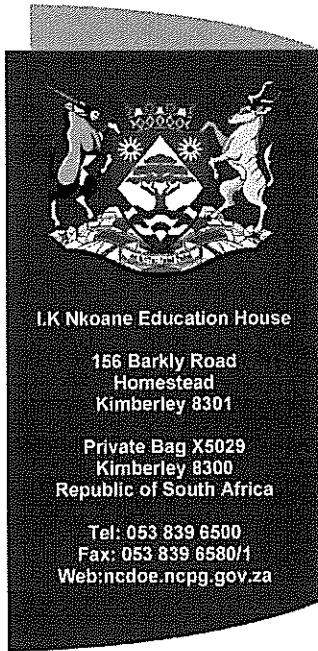 I.K Nkoane Education House
156 Barkly Road
Homestead
Kimberley 8301
Private Bag X5029
Kimberley 8300
Republic of South Africa
Tel: 053 839 6500
Fax: 053 839 6580/1
Web:ncdoe.ncpg.gov.za